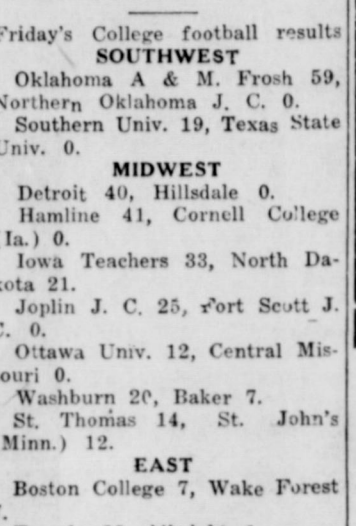 Friday's College football results
SOUTHWEST
Oklahoma A & M. Frosh 59,
Northern Oklahoma J. C. 0.
Southern Univ. 19, Texas State
Univ. 0.
MIDWEST
Detroit 40, Hillsdale 0.
Hamline 41, Cornell College
(Ia.) 0.
Iowa Teachers 33, North Da-
kota 21.
Joplin J. C. 25, Fort Scott J.
C. 0.
Ottawa Univ. 12, Central Mis-
souri 0.
Washburn 20, Baker 7.
St. Thomas 14, St. John's
(Minn.) 12.
EAST
Boston College 7, Wake Forest